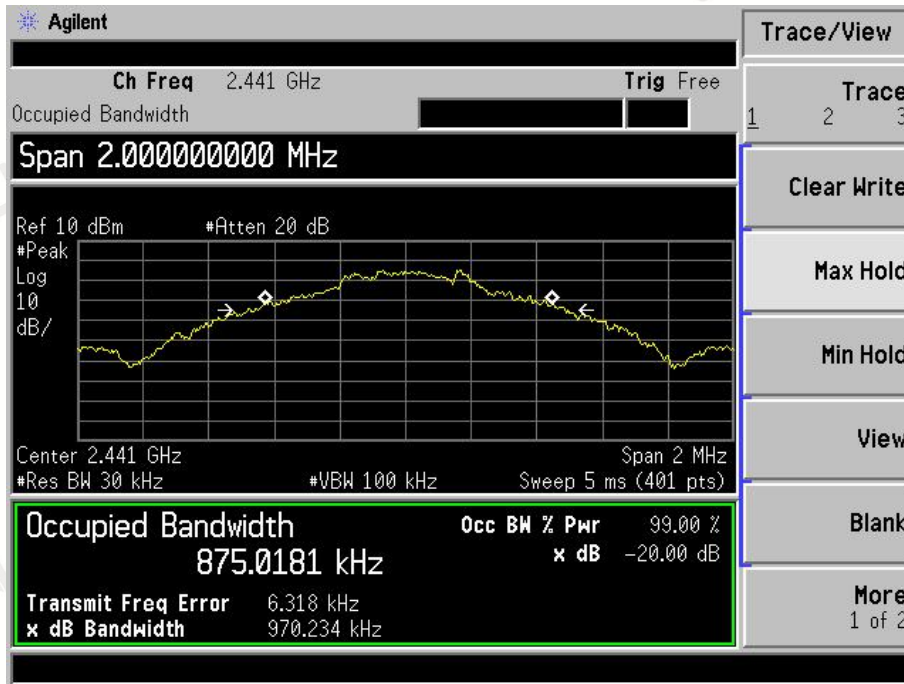 Agilent
Trace/View
Ch Freq 2.441 GHz Trig Free
Occupied Bandwidth
Trace
1 2 3
Span 2.000000000 MHz
Clear Write
Ref 10 dBm #Atten 20 dB
#Peak
Log
10
dB/
Max Hold
Min Hold
View
Center 2.441 GHz Span 2 MHz
#Res BW 30 kHz #VBW 100 kHz Sweep 5 ms (401 pts)
Occupied Bandwidth
875.0181 kHz
Occ BW % Pwr 99.00 %
x dB -20.00 dB
Blank
Transmit Freq Error 6.318 kHz
x dB Bandwidth 970.234 kHz
More
1 of 2